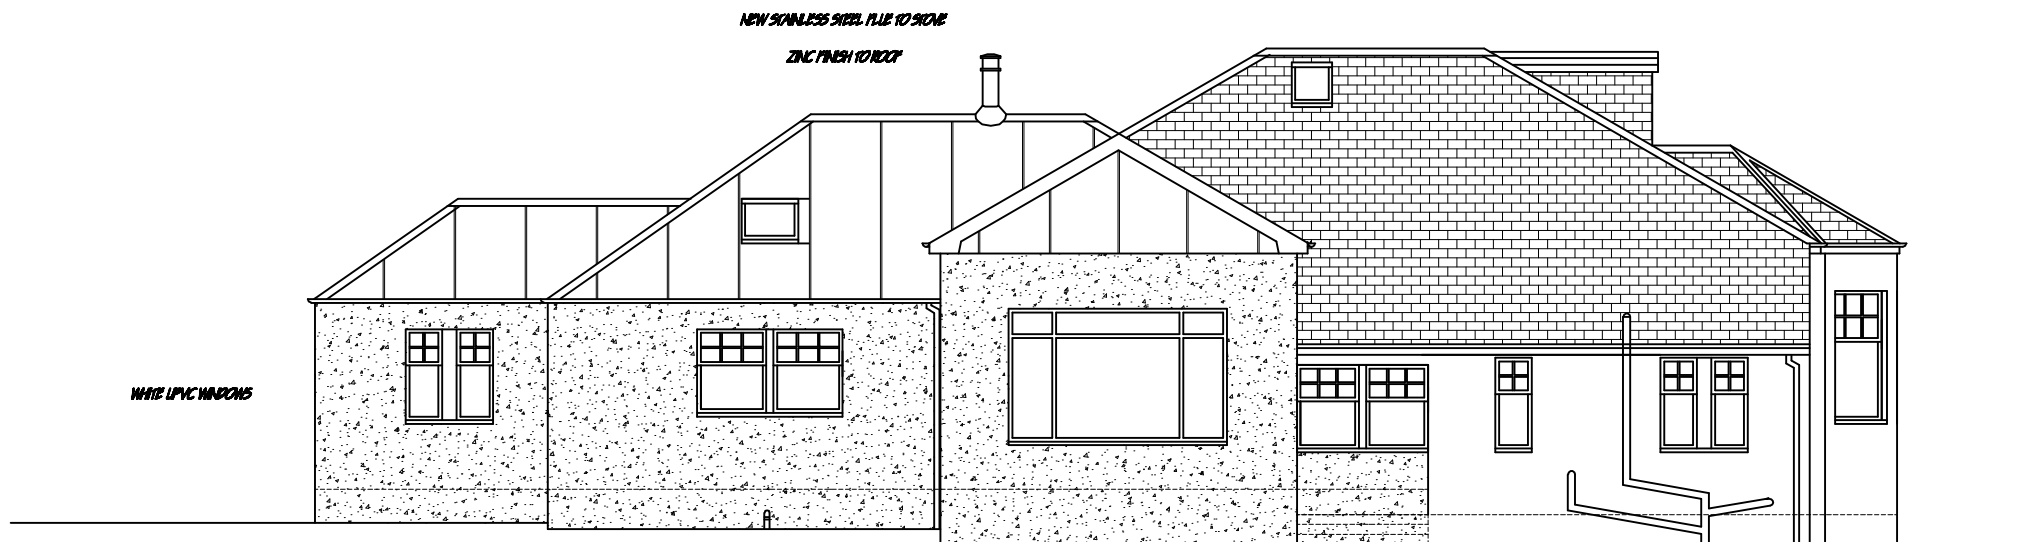 NEW STAINLESS STEEL FLUE TO STOVE
ZINC FINISH TO ROOF
WHITE UPVC WINDOWS